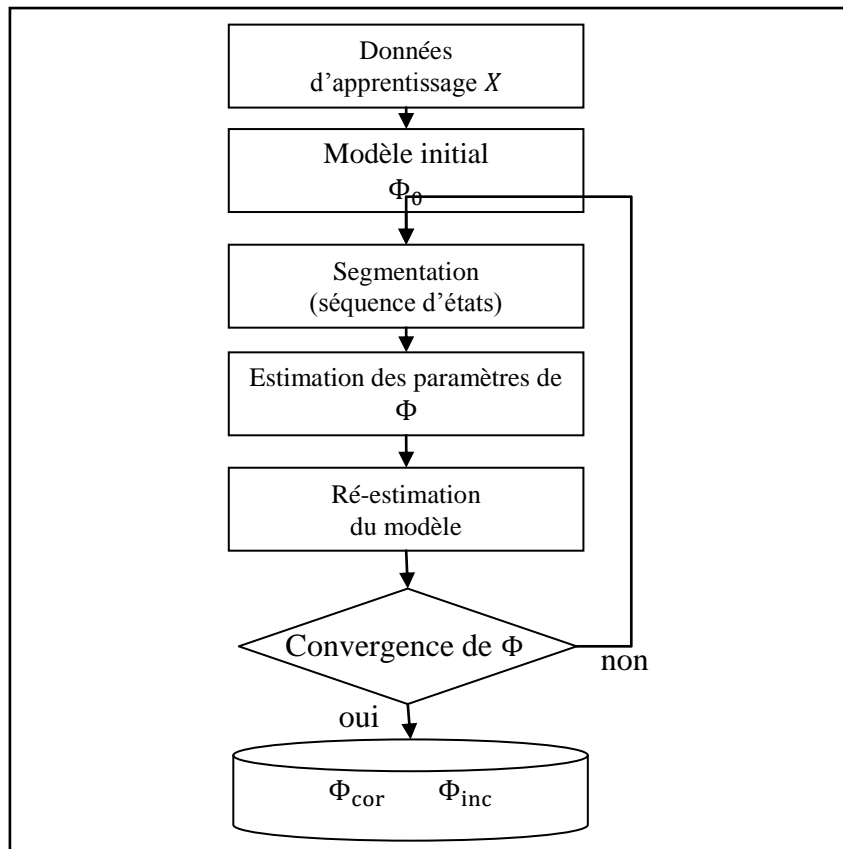 Données
d’apprentissage X
Modèle initial
Φ₀
Segmentation
(séquence d’états)
Estimation des paramètres de
Φ
Ré-estimation
du modèle
Convergence de Φ
non
oui
Φcor Φinc